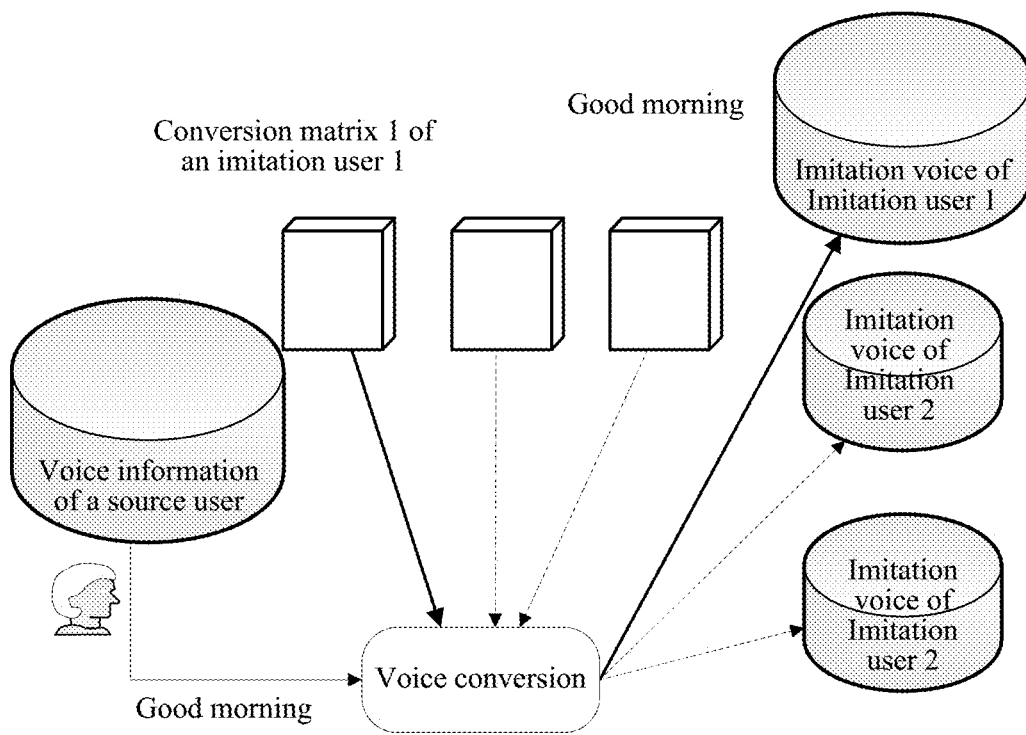 Good morning
Conversion matrix 1 of
an imitation user 1
Imitation voice of
Imitation user 1
Imitation
voice of
Imitation
user 2
Voice information
of a source user
Imitation
voice of
Imitation
user 2
Voice conversion
Good morning